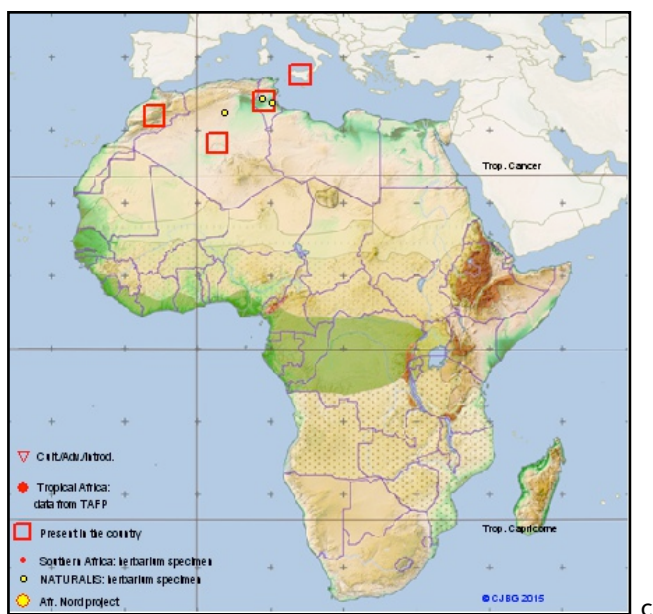 Trop. Cancer
Cult./Adv./Introd.
Tropical Africa:
data from TAFP
Present in the country
Trop. Capricorne
Southern Africa: herbarium specimen
NATURALIS: herbarium specimen
Afr. Nord project
© CJBG 2015
c